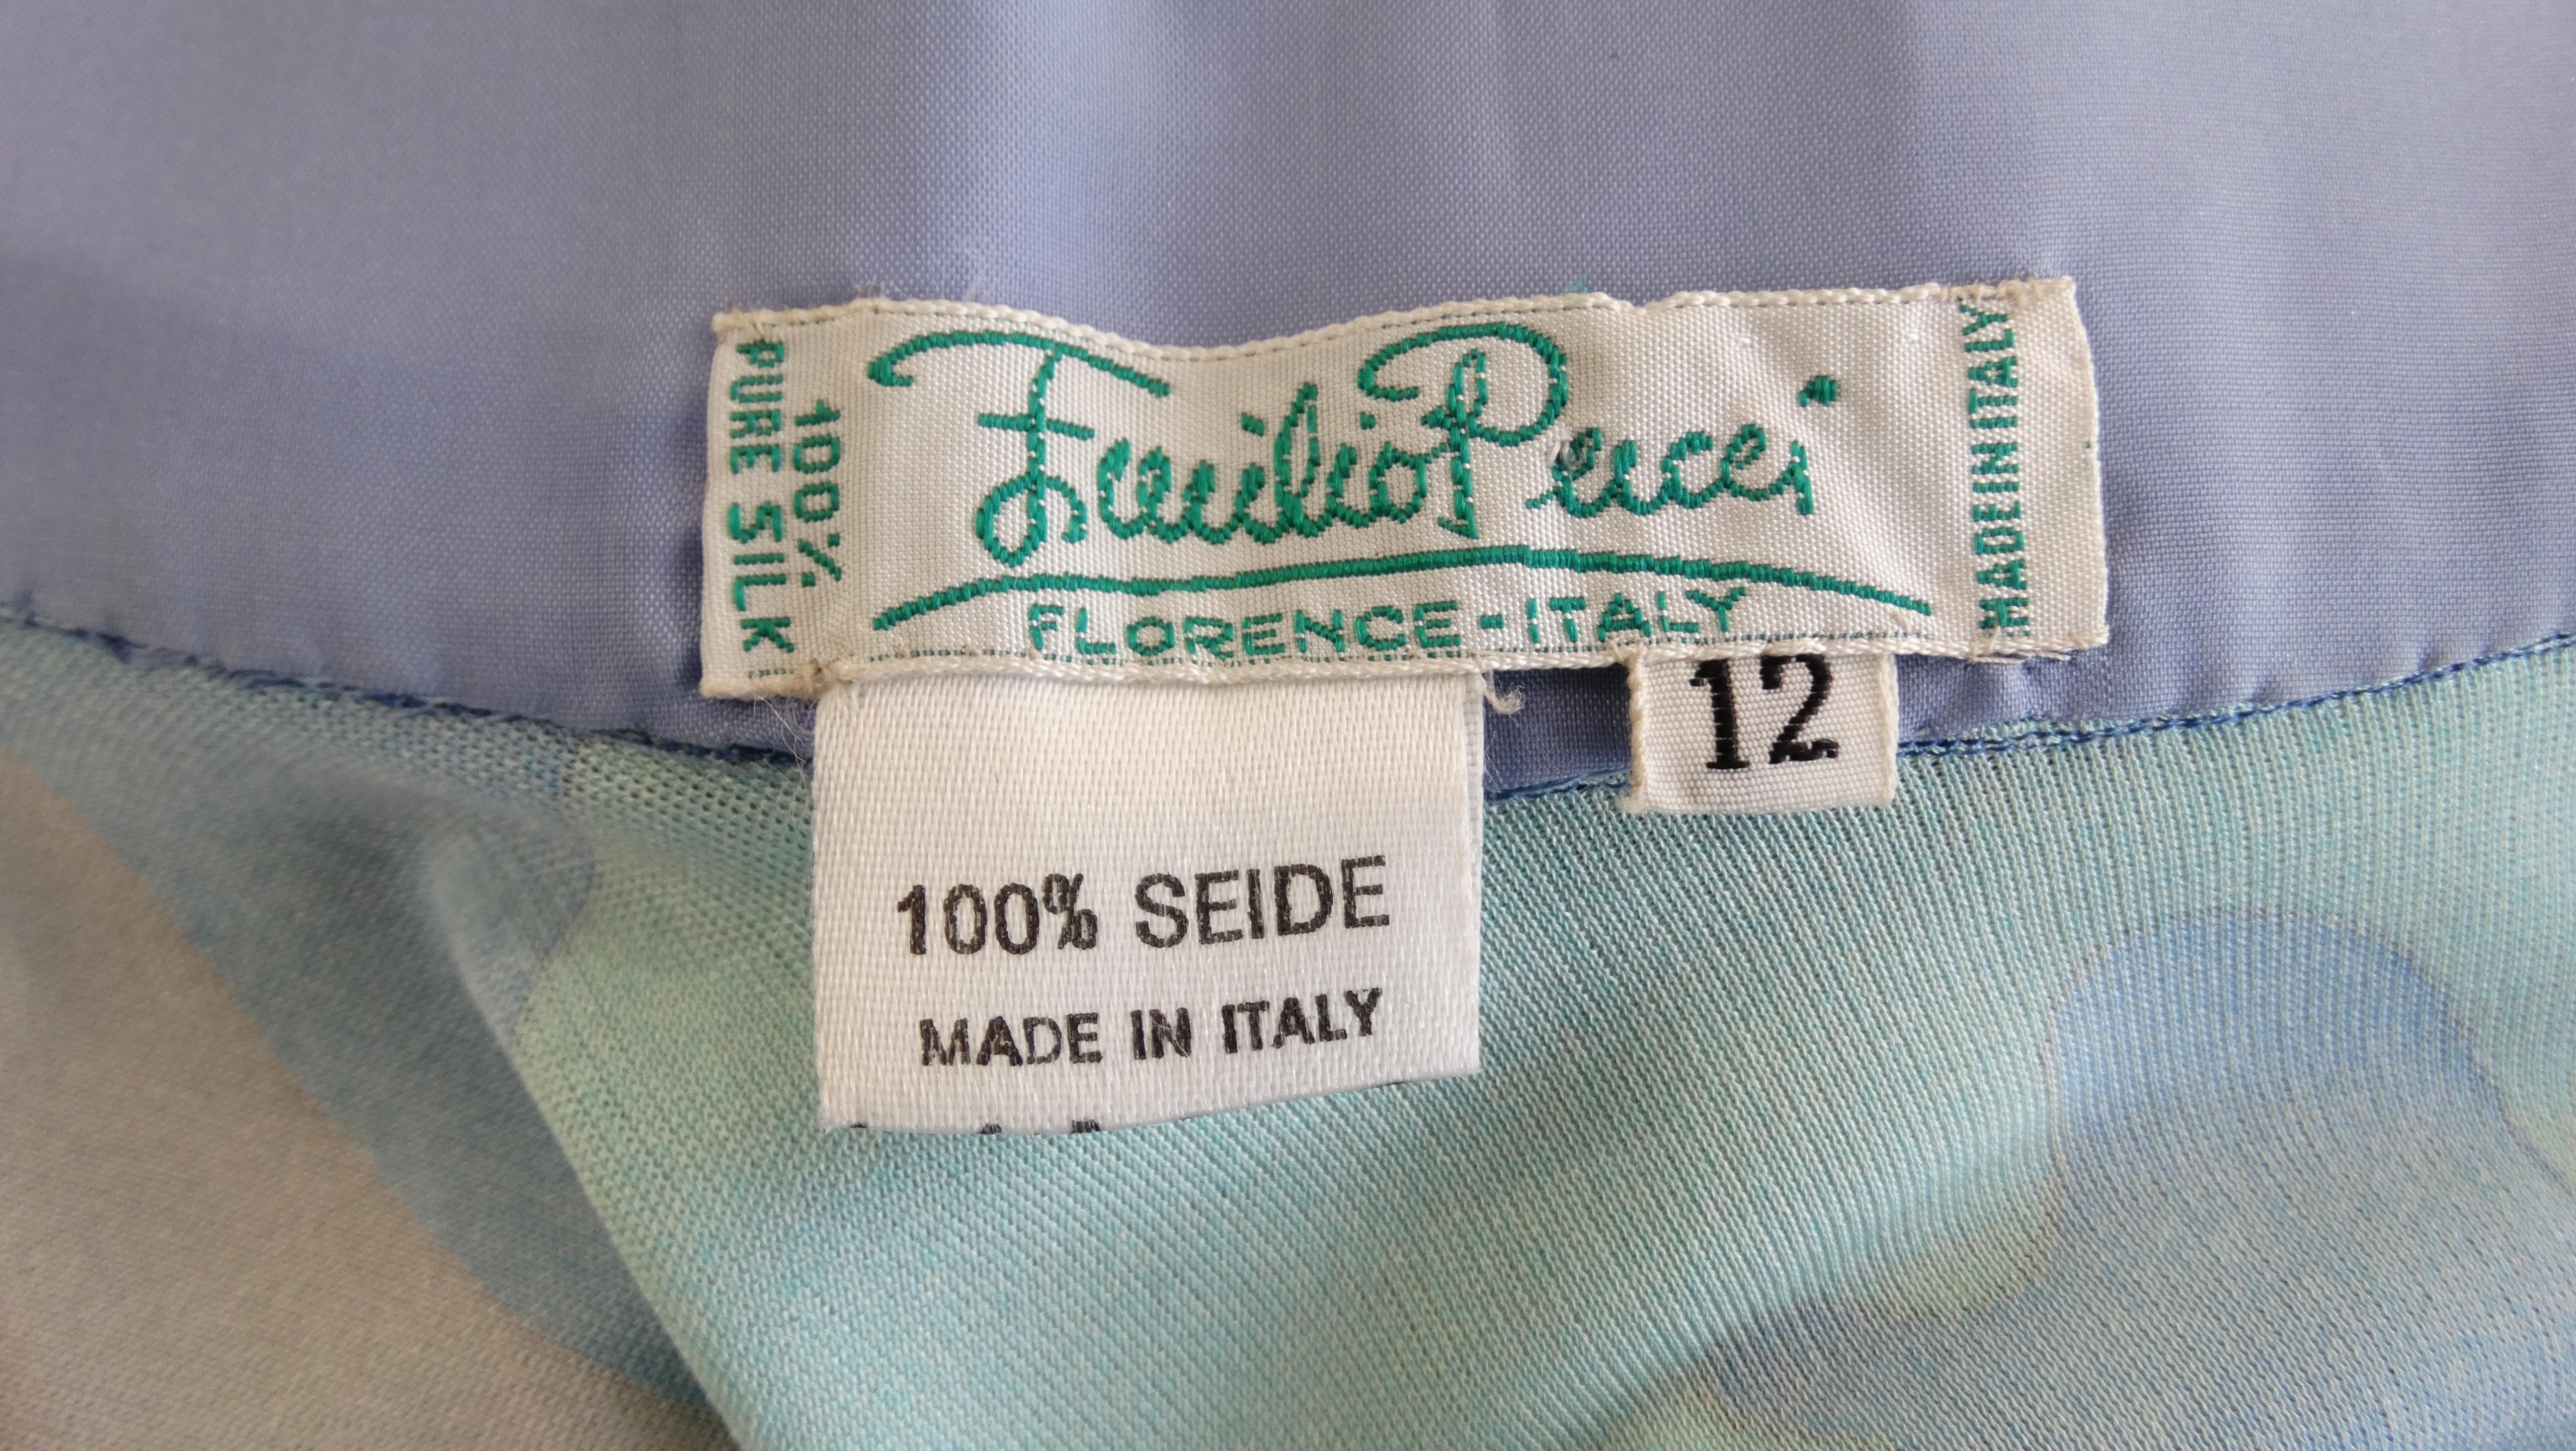 100%
PURE SILK
Emilio Pucci
FLORENCE - ITALY
MADE IN ITALY
12
100% SEIDE
MADE IN ITALY